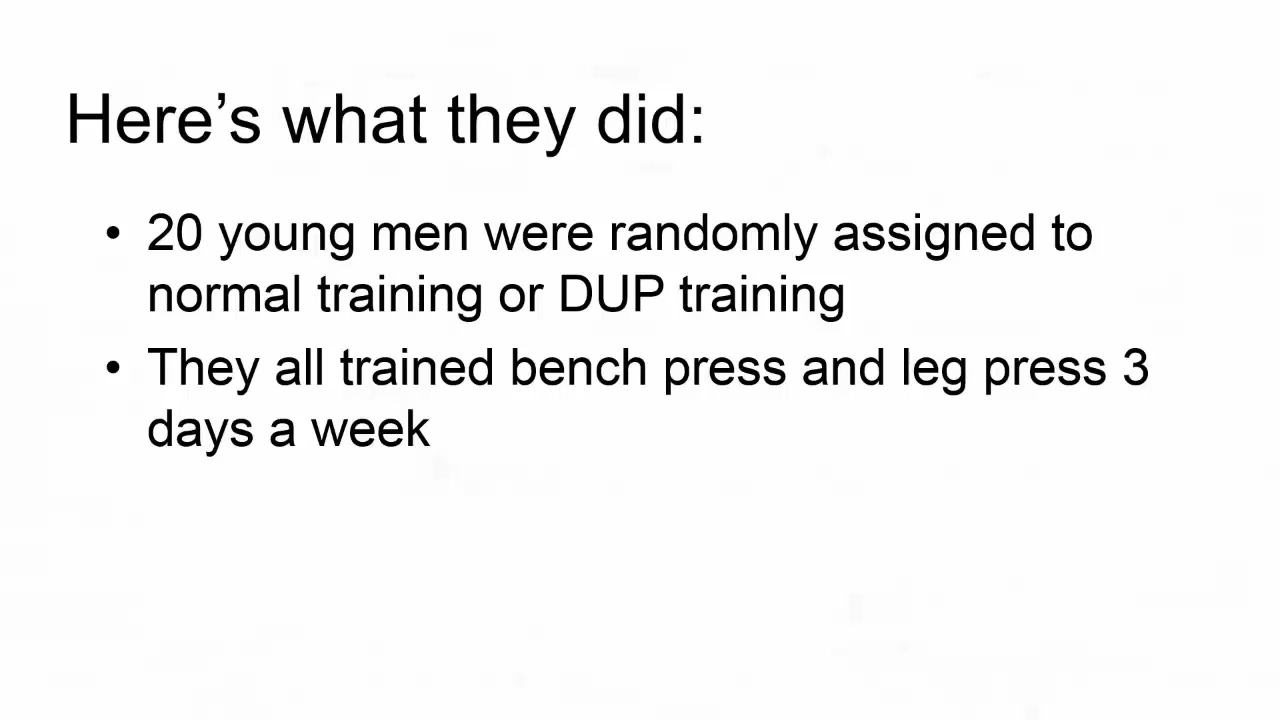 Here’s what they did:
• 20 young men were randomly assigned to
normal training or DUP training
• They all trained bench press and leg press 3
days a week